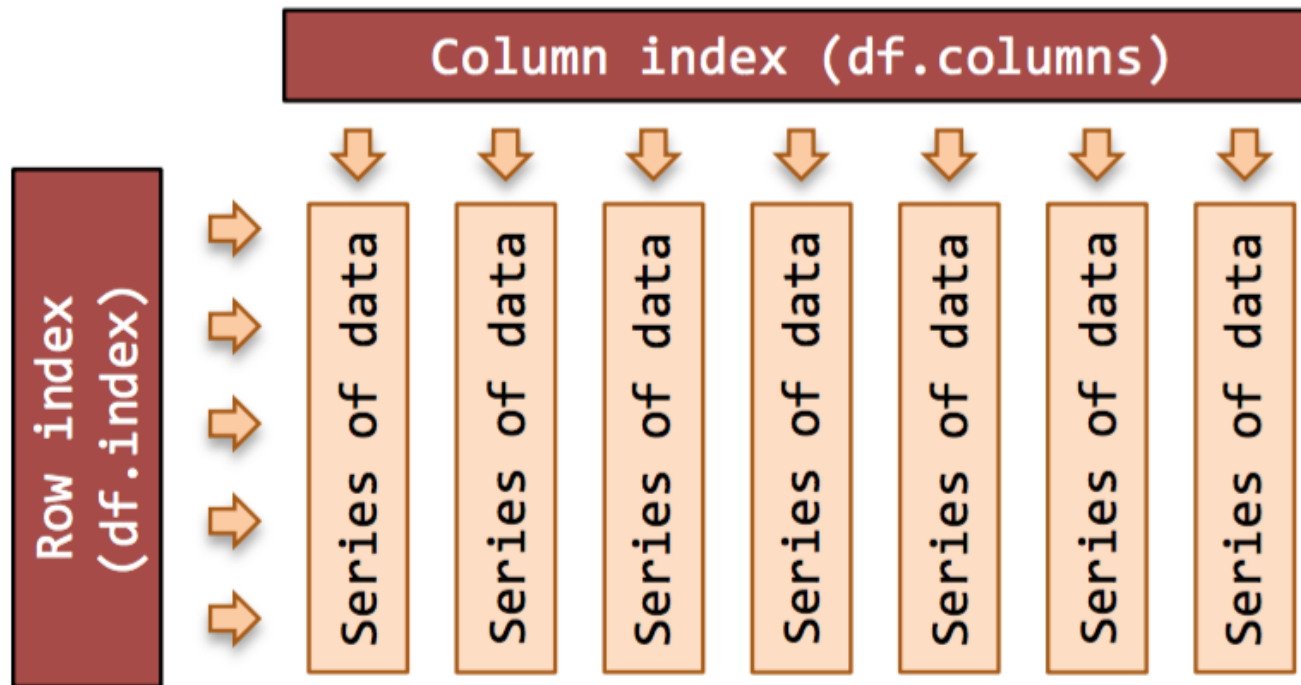 Column index (df.columns)
Row index
(df.index)
Series of data
Series of data
Series of data
Series of data
Series of data
Series of data
Series of data